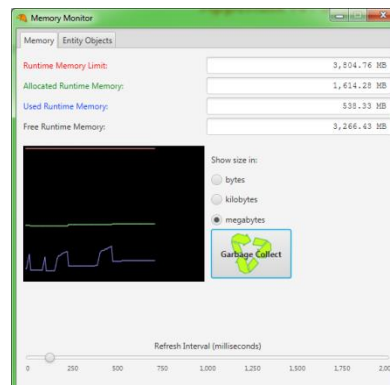 Memory Monitor
Memory Entity Objects
Runtime Memory Limit: 3,804.76 MB
Allocated Runtime Memory: 1,614.28 MB
Used Runtime Memory: 538.33 MB
Free Runtime Memory: 3,266.43 MB
Show size in:
bytes
kilobytes
megabytes
Garbage Collect
Refresh Interval (milliseconds)
0 250 500 750 1,000 1,250 1,500 1,750 2,00